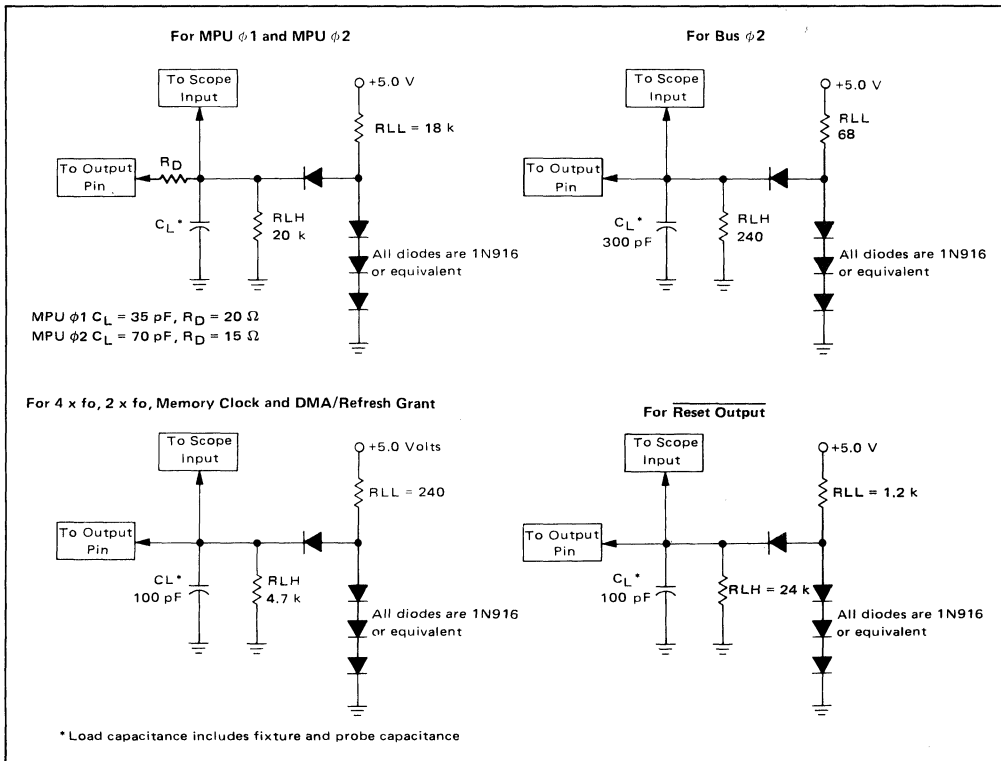 For MPU φ1 and MPU φ2
To Scope
Input
+5.0 V
RLL = 18 k
To Output
Pin
RD
CL*
RLH
20 k
All diodes are 1N916
or equivalent
MPU φ1 CL = 35 pF, RD = 20 Ω
MPU φ2 CL = 70 pF, RD = 15 Ω
For Bus φ2
To Scope
Input
+5.0 V
RLL
68
To Output
Pin
CL*
300 pF
RLH
240
All diodes are 1N916
or equivalent
For 4 x fo, 2 x fo, Memory Clock and DMA/Refresh Grant
To Scope
Input
+5.0 Volts
RLL = 240
To Output
Pin
CL*
100 pF
RLH
4.7 k
All diodes are 1N916
or equivalent
For Reset Output
To Scope
Input
+5.0 V
RLL = 1.2 k
To Output
Pin
CL*
100 pF
RLH = 24 k
All diodes are 1N916
or equivalent
* Load capacitance includes fixture and probe capacitance